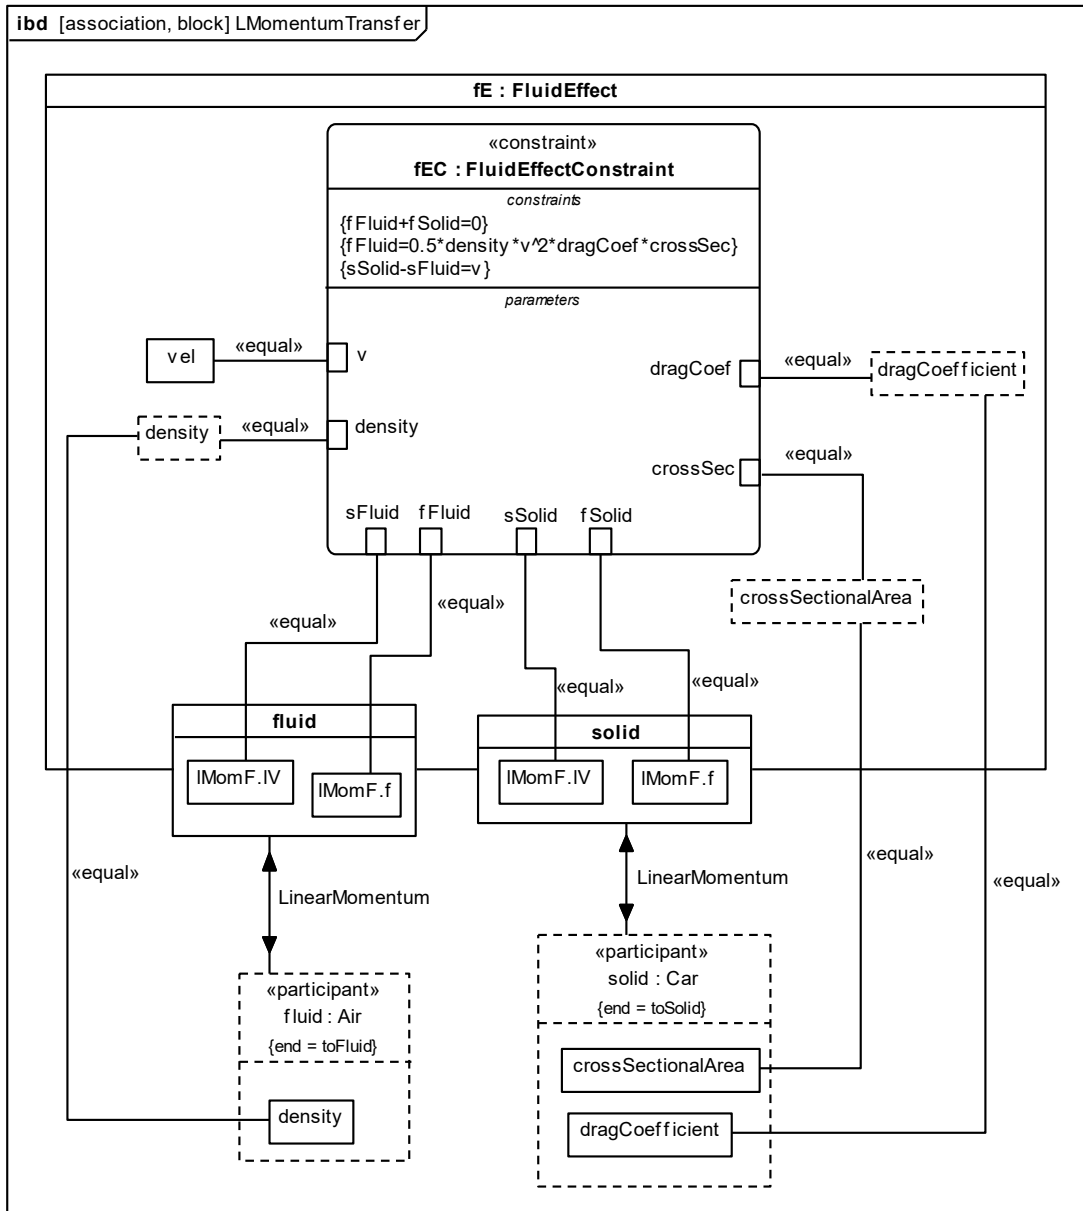 ibd [association, block] LMomentumTransfer
fE : FluidEffect
«constraint»
fEC : FluidEffectConstraint
constraints
{fFluid+fSolid=0}
{fFluid=0.5*density*v^2*dragCoef*crossSec}
{sSolid-sFluid=v}
parameters
vel
«equal»
v
dragCoef
«equal»
dragCoefficient
density
«equal»
density
crossSec
«equal»
sFluid
fFluid
sSolid
fSolid
crossSectionalArea
«equal»
«equal»
«equal»
«equal»
fluid
solid
lMomF.lV
lMomF.f
lMomF.lV
lMomF.f
«equal»
LinearMomentum
LinearMomentum
«equal»
«equal»
«participant»
fluid : Air
{end = toFluid}
density
«participant»
solid : Car
{end = toSolid}
crossSectionalArea
dragCoefficient